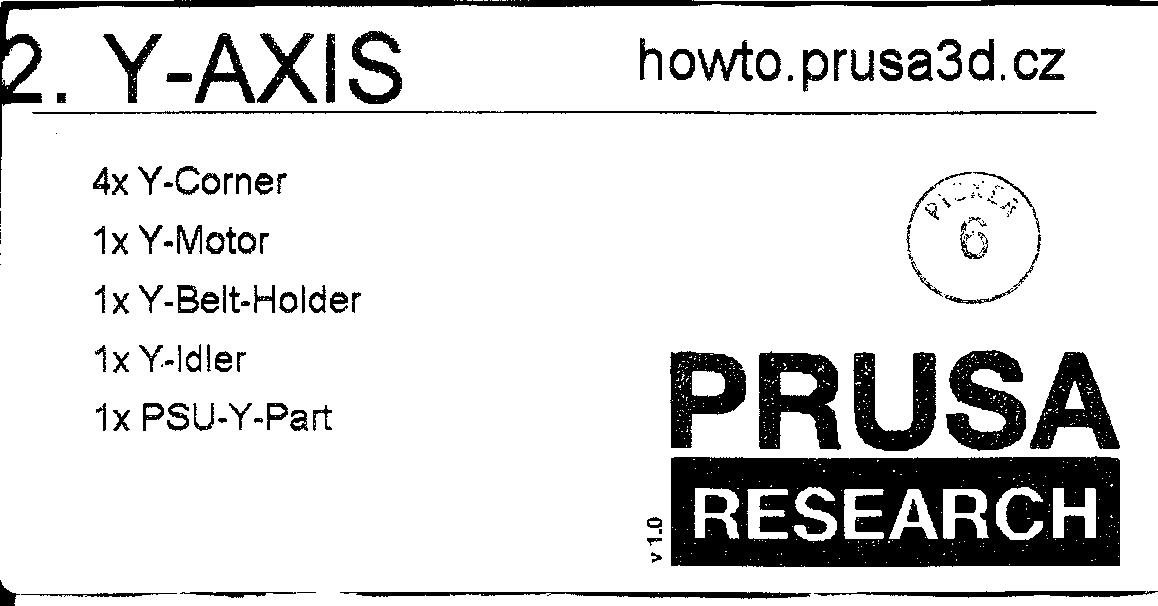 2. Y-AXIS
howto.prusa3d.cz
4x Y-Corner
1x Y-Motor
1x Y-Belt-Holder
1x Y-Idler
1x PSU-Y-Part
PICKER
6
PRUSA
RESEARCH
v 1.0